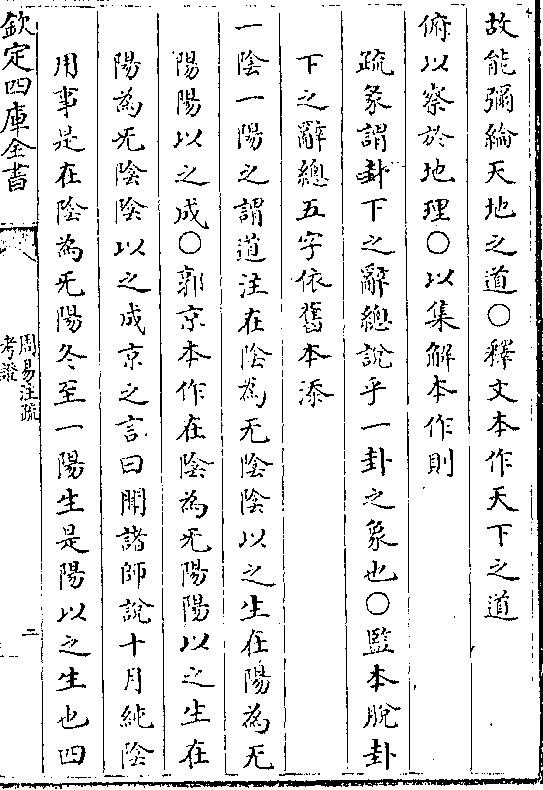 故能彌綸天地之道○釋文本作天下之道
俯以察於地理○以集解本作則
疏彖謂卦下之辭總説乎一卦之象也○監本脫卦
下之辭總五字依舊本添
一陰一陽之謂道注在陰為无陰陰以之生在陽為无
陽陽以之成○郭京本作在陰為无陽陽以之生在
陽為无陰陰以之成京之言曰聞諸師說十月純陰
用事是在陰為无陽冬至一陽生是陽以之生也四
欽定四庫全書
周易注疏
考證
二